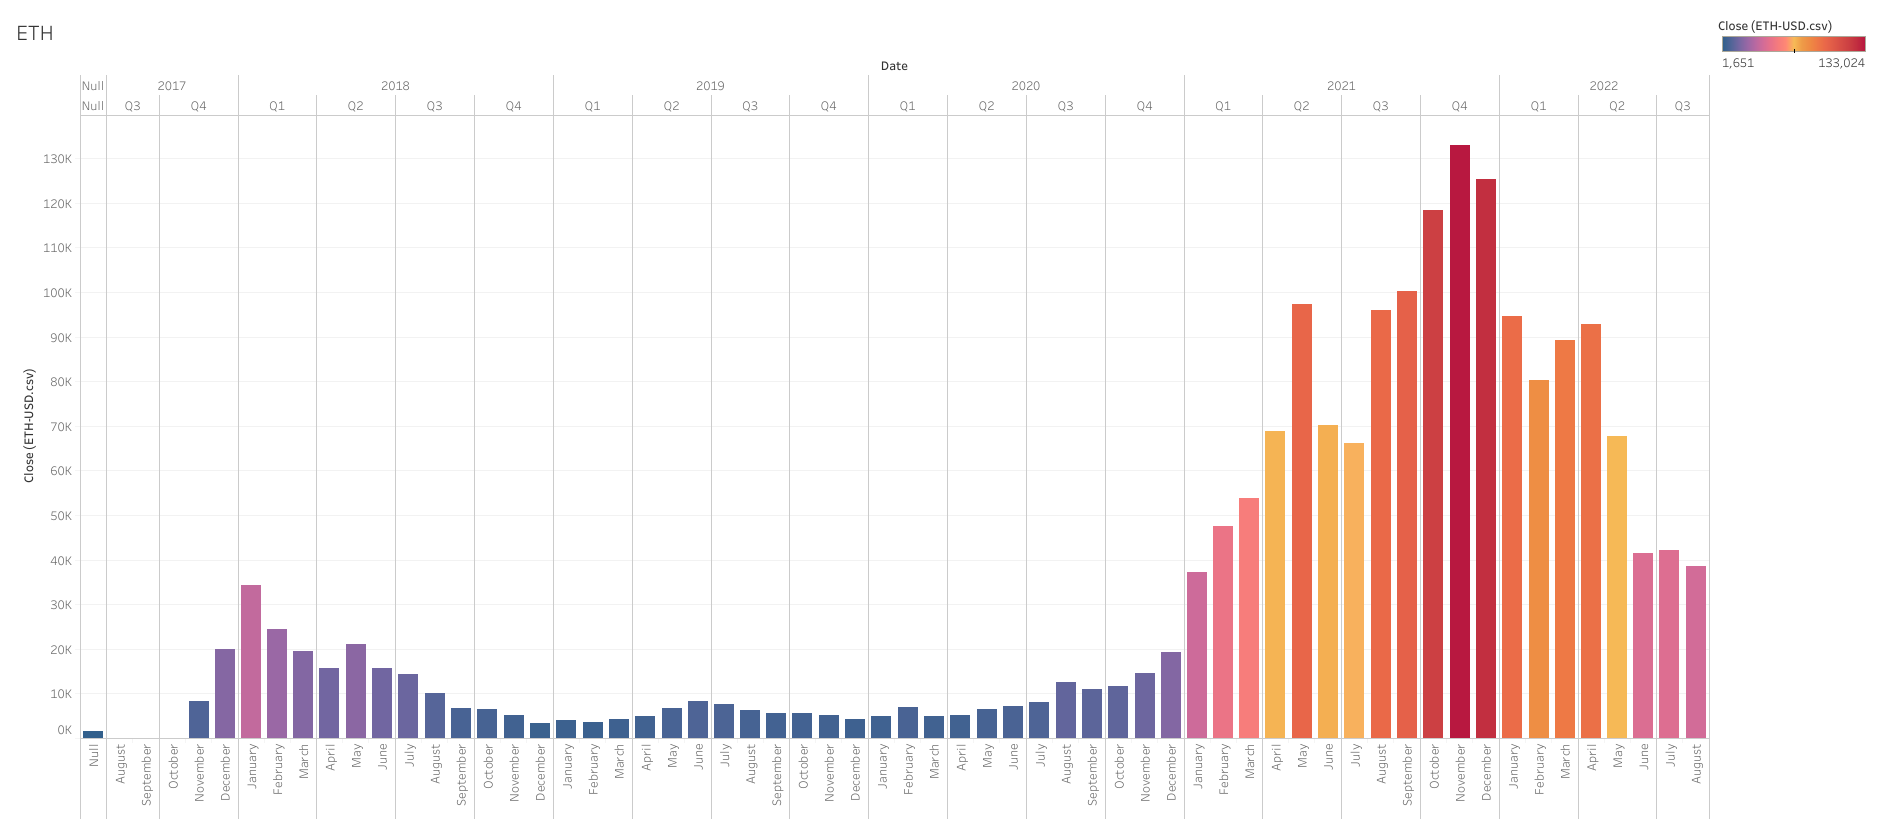 ETH
Close (ETH-USD.csv)
1,651 133,024
Date
Null 2017 2018 2019 2020 2021 2022
Null Q3 Q4 Q1 Q2 Q3 Q4 Q1 Q2 Q3 Q4 Q1 Q2 Q3 Q4 Q1 Q2 Q3 Q4 Q1 Q2 Q3
Close (ETH-USD.csv)
130K
120K
110K
100K
90K
80K
70K
60K
50K
40K
30K
20K
10K
0K
Null August September October November December January February March April May June July August September October November December January February March April May June July August September October November December January February March April May June July August September October November December January February March April May June July August September October November December January February March April May June July August